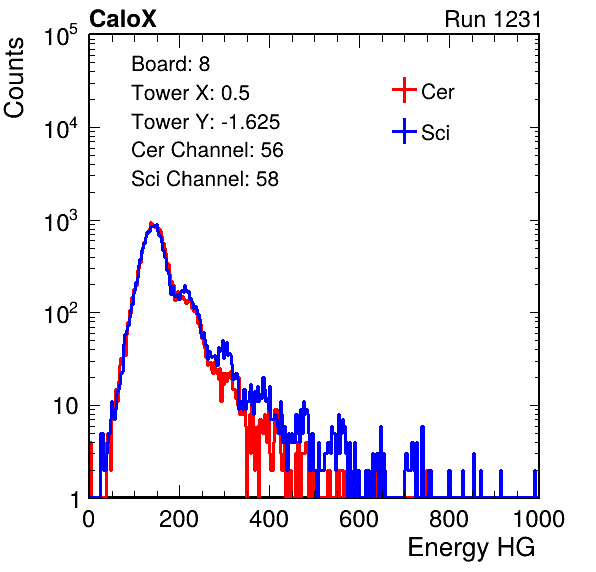 CaloX Run 1231
Counts
10^5
10^4
10^3
10^2
10
1
Board: 8
Tower X: 0.5
Tower Y: -1.625
Cer Channel: 56
Sci Channel: 58
Cer
Sci
0 200 400 600 800 1000
Energy HG